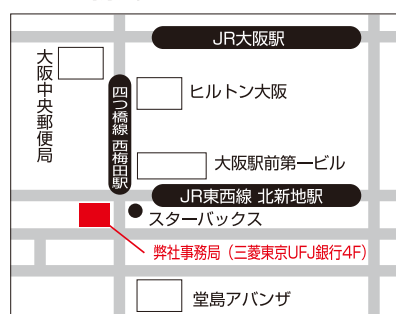 JR大阪駅
大阪中央郵便局
四つ橋線 西梅田駅
ヒルトン大阪
大阪駅前第一ビル
JR東西線 北新地駅
スターバックス
弊社事務局（三菱東京UFJ銀行4F）
堂島アバンザ